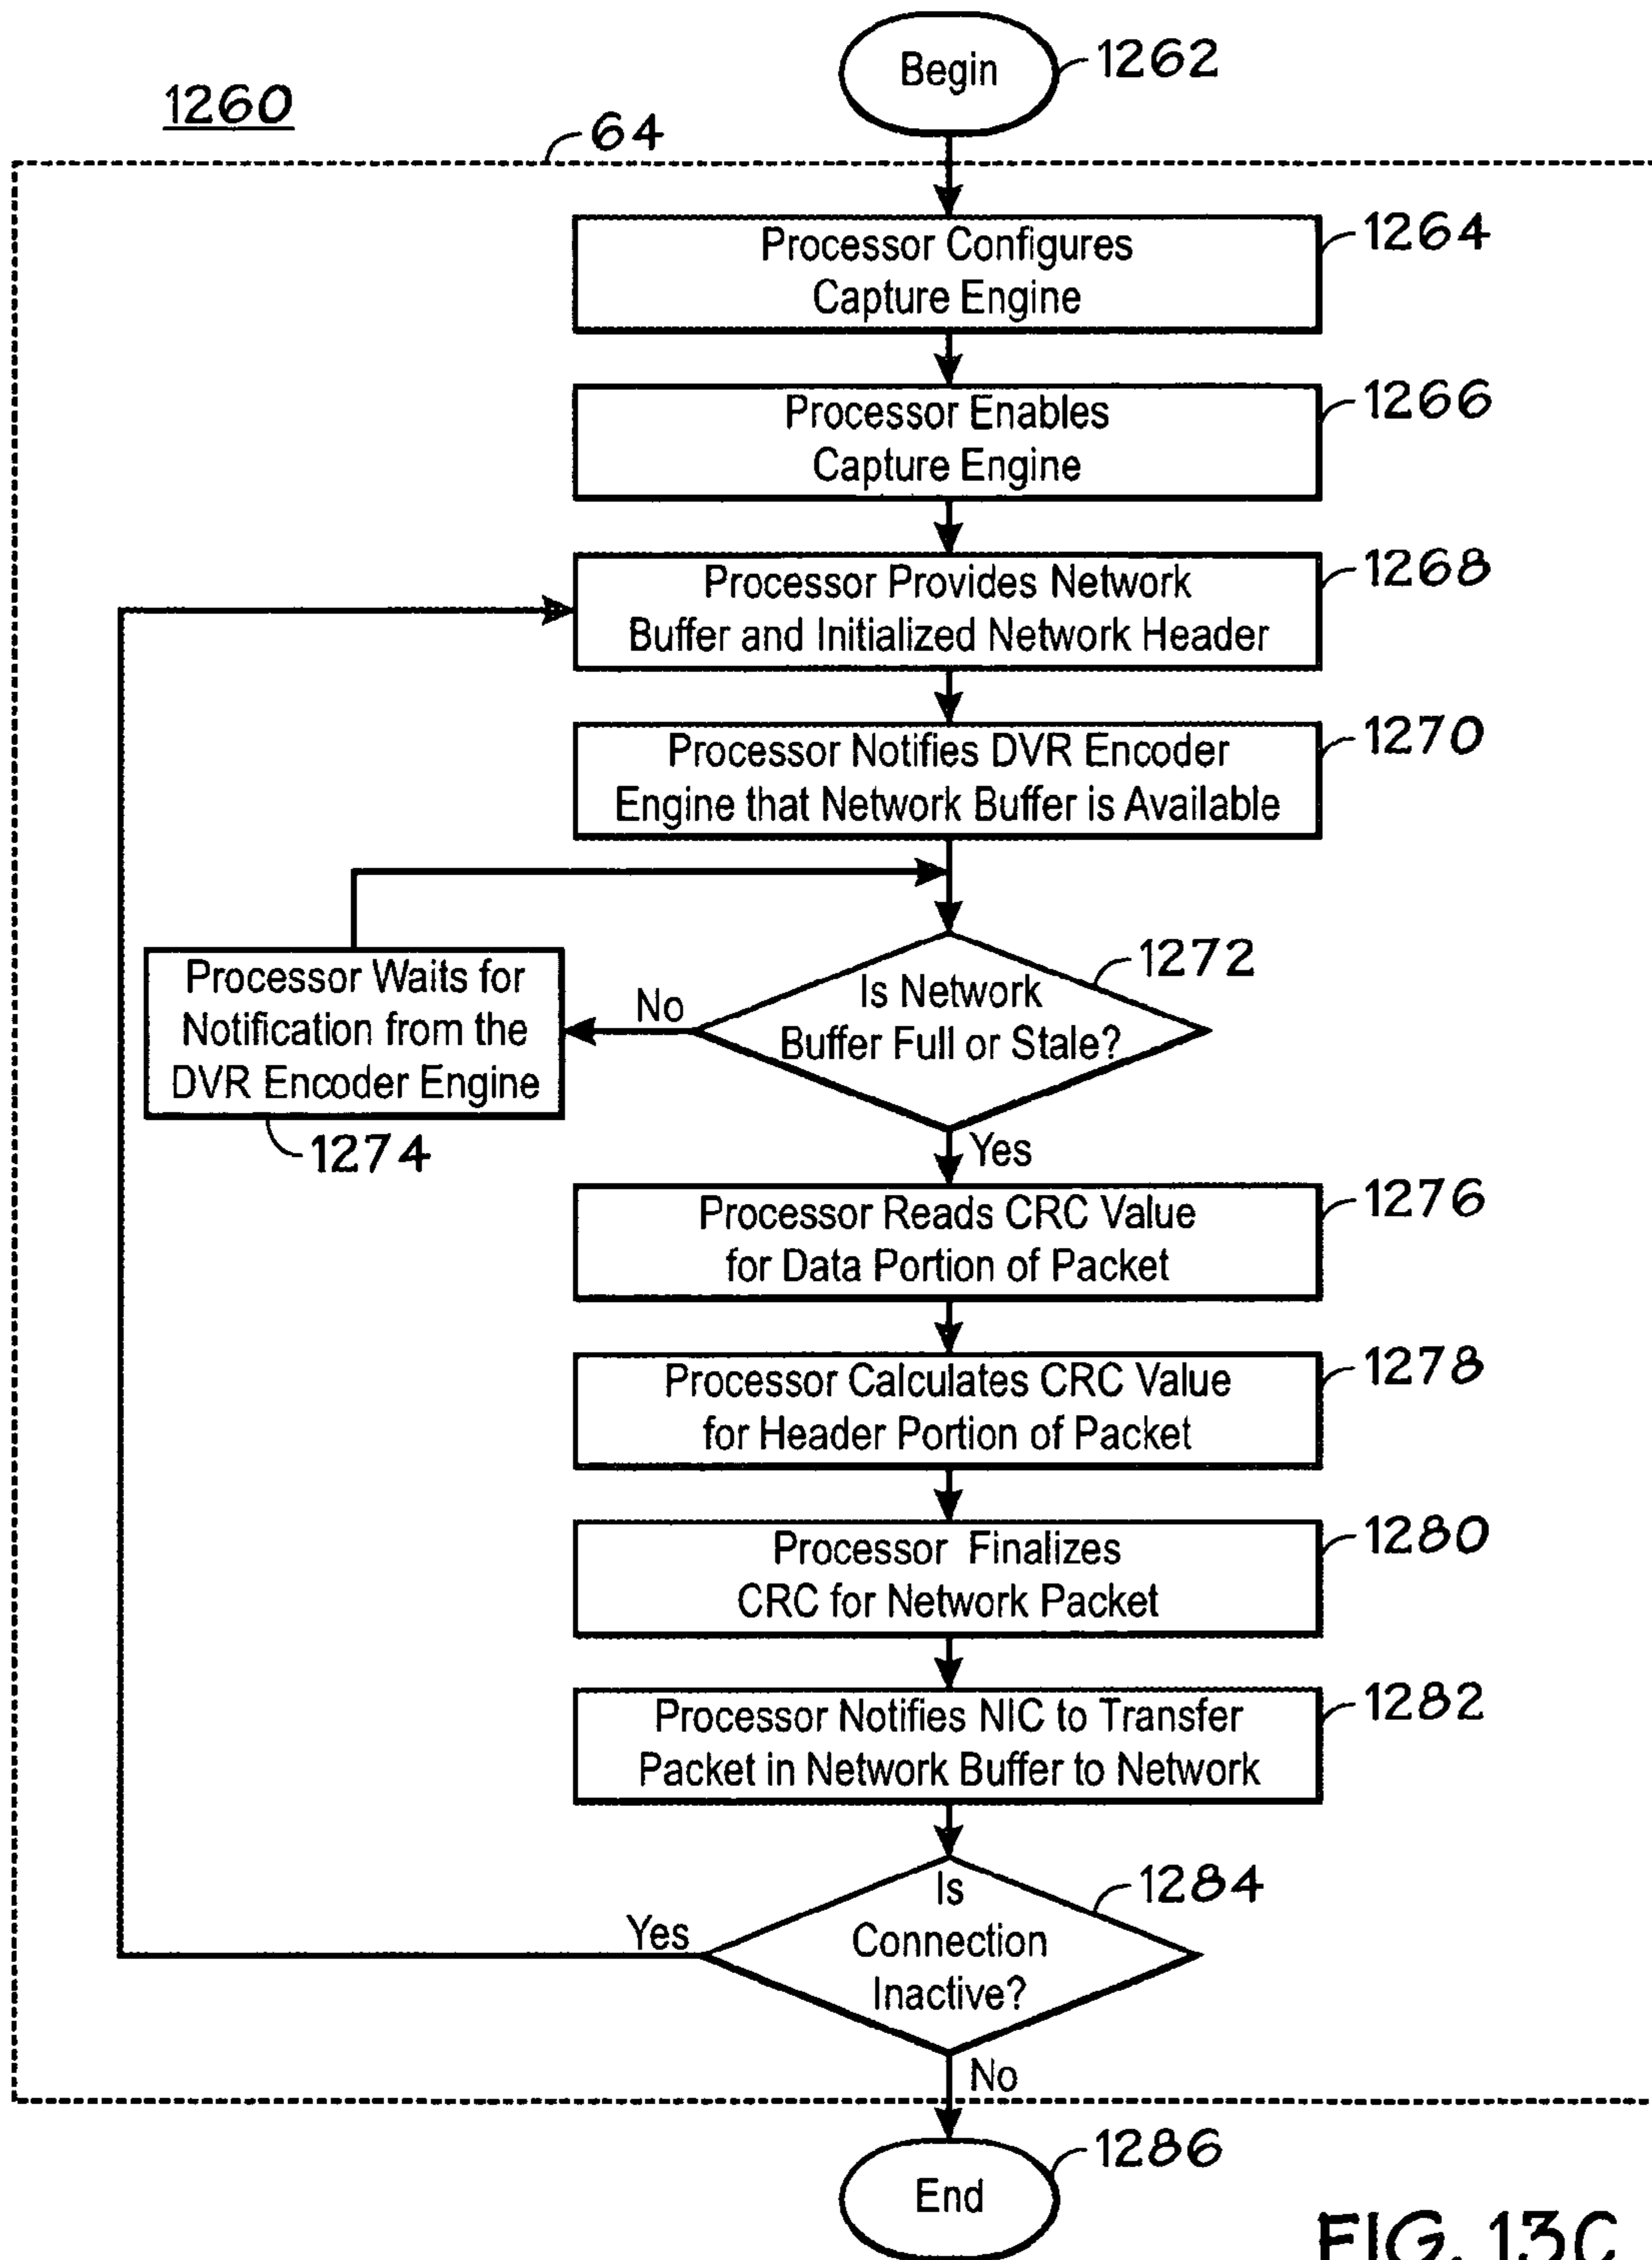 Begin
1262
1260
64
Processor Configures
Capture Engine
1264
Processor Enables
Capture Engine
1266
Processor Provides Network
Buffer and Initialized Network Header
1268
Processor Notifies DVR Encoder
Engine that Network Buffer is Available
1270
Is Network
Buffer Full or Stale?
1272
No
Processor Waits for
Notification from the
DVR Encoder Engine
1274
Yes
Processor Reads CRC Value
for Data Portion of Packet
1276
Processor Calculates CRC Value
for Header Portion of Packet
1278
Processor Finalizes
CRC for Network Packet
1280
Processor Notifies NIC to Transfer
Packet in Network Buffer to Network
1282
Is
Connection
Inactive?
1284
Yes
No
End
1286
FIG. 13C